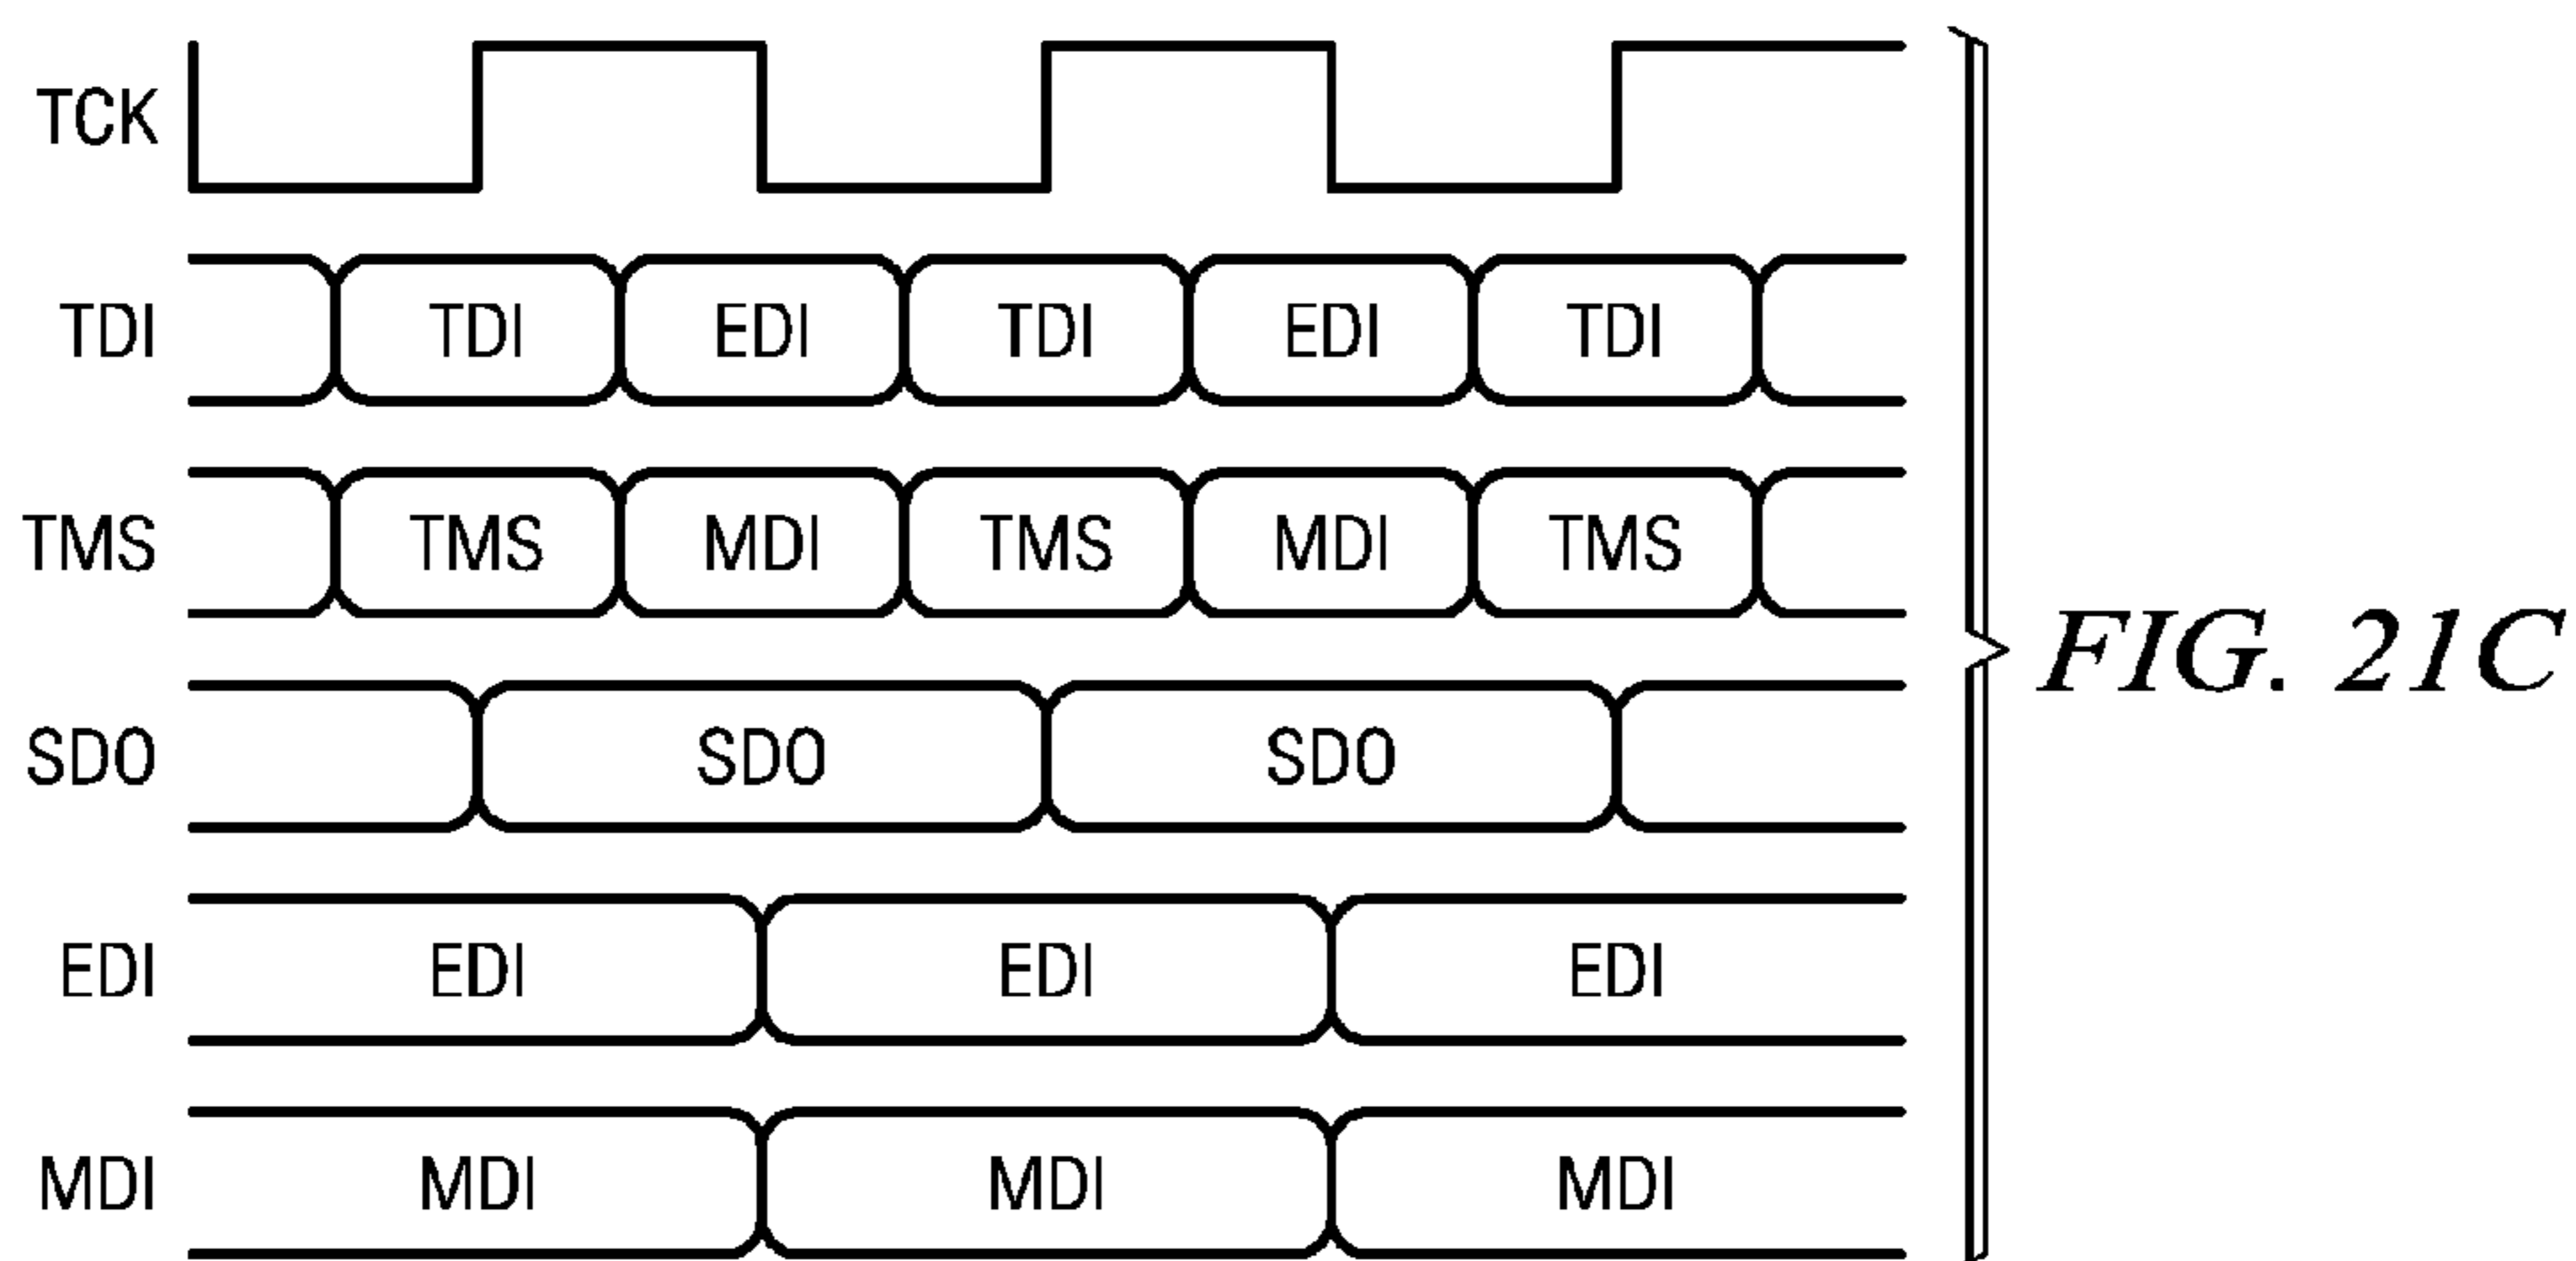 TCK
TDI TDI EDI TDI EDI TDI
TMS TMS MDI TMS MDI TMS
SDO SDO SDO
EDI EDI EDI EDI
MDI MDI MDI MDI
FIG. 21C